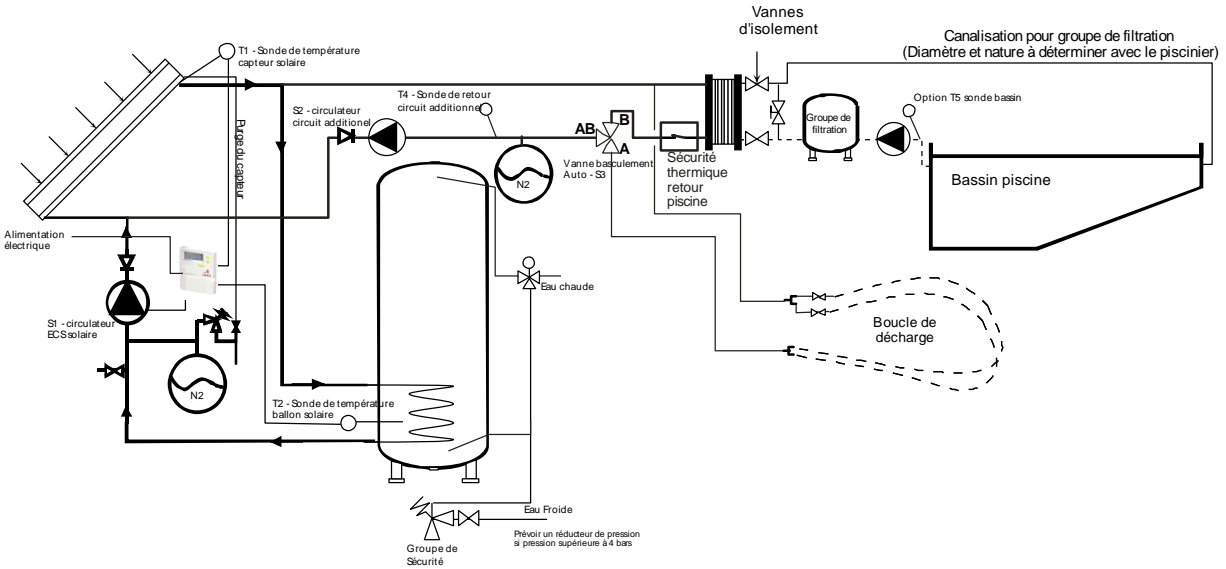 Vannes
d'isolement
Canalisation pour groupe de filtration
(Diamètre et nature à déterminer avec le piscinier)
T1 - Sonde de température
capteur solaire
T4 - Sonde de retour
circuit additionnel
S2 - circulateur
circuit additionel
Option T5 sonde bassin
Groupe de
filtration
AB
B
A
Purge du capteur
Vanne basculement
Auto - S3
Sécurité
thermique
retour
piscine
N2
Bassin piscine
Alimentation
électrique
Eau chaude
S1 - circulateur
ECS solaire
Boucle de
décharge
N2
T2 - Sonde de température
ballon solaire
Eau Froide
Prévoir un réducteur de pression
si pression supérieure à 4 bars
Groupe de
Sécurité